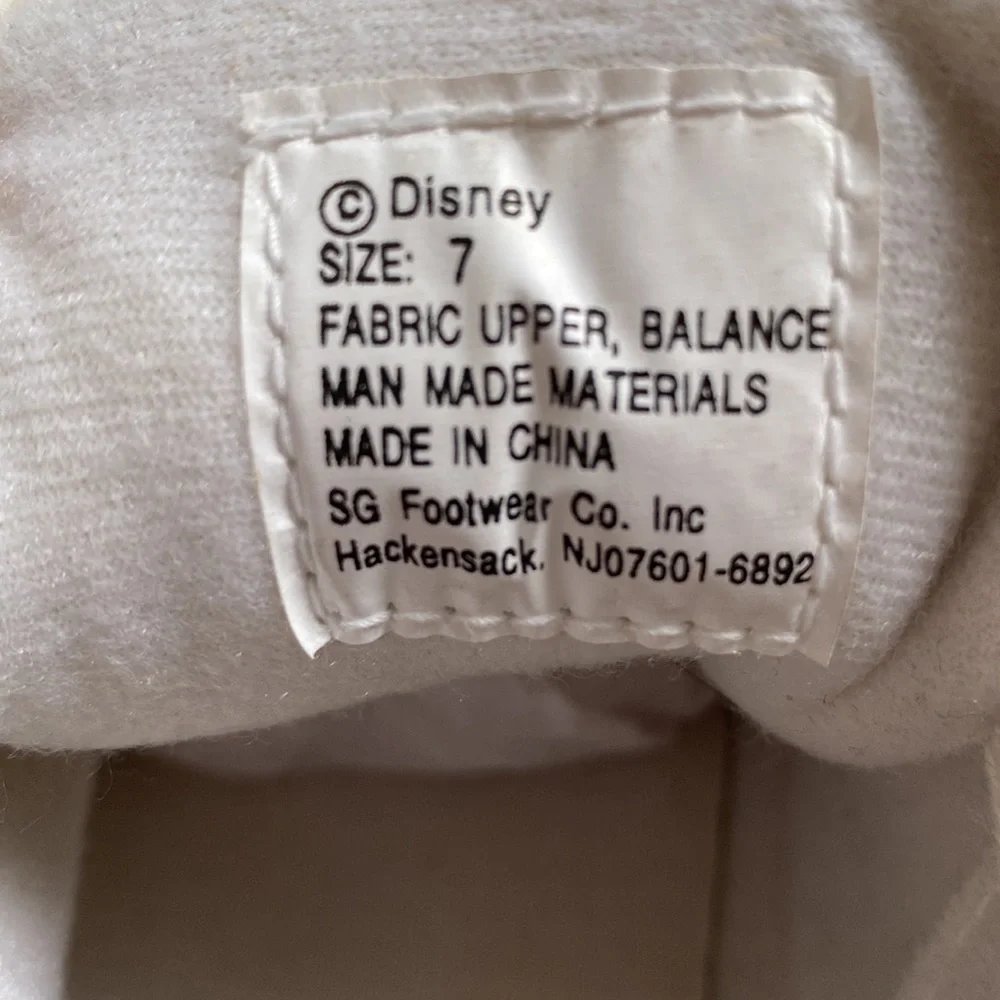 © Disney
SIZE: 7
FABRIC UPPER, BALANCE
MAN MADE MATERIALS
MADE IN CHINA
SG Footwear Co. Inc
Hackensack. NJ07601-6892